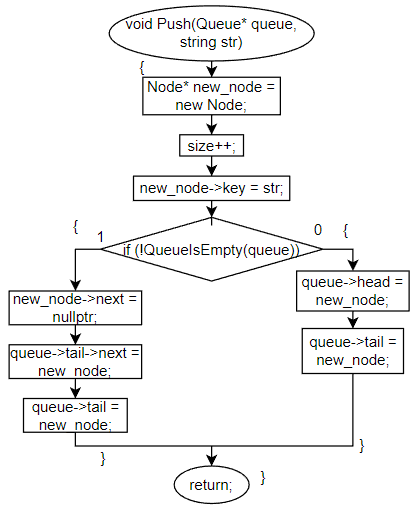 void Push(Queue* queue,
string str)
{
Node* new_node =
new Node;
size++;
new_node->key = str;
if (!QueueIsEmpty(queue))
{
1
0
{
new_node->next =
nullptr;
queue->tail->next =
new_node;
queue->tail =
new_node;
}
queue->head =
new_node;
queue->tail =
new_node;
}
return;
}